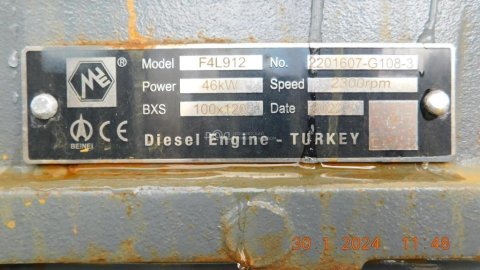 Model F4L912 No. 2201607-G108-3
Power 46kW Speed 2300rpm
BXS Date
BEINEI CE
Diesel Engine - TURKEY
30.1.2024. 11:48